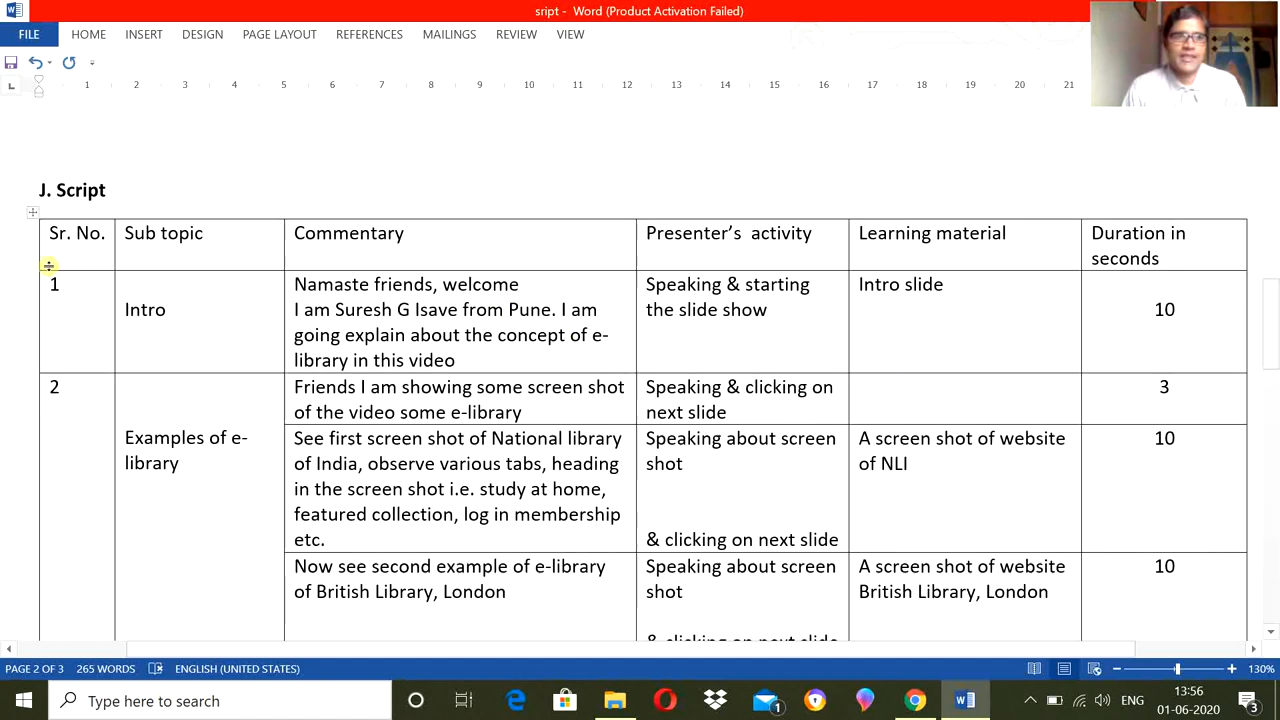 sript - Word (Product Activation Failed)
FILE HOME INSERT DESIGN PAGE LAYOUT REFERENCES MAILINGS REVIEW VIEW
1 2 3 4 5 6 7 8 9 10 11 12 13 14 15 16 17 18 19 20 21
J. Script
Sr. No. Sub topic Commentary Presenter’s activity Learning material Duration in
seconds
1
Intro
Namaste friends, welcome
I am Suresh G Isave from Pune. I am
going explain about the concept of e-
library in this video
Speaking & starting
the slide show
Intro slide
10
2
Examples of e-
library
Friends I am showing some screen shot
of the video some e-library
Speaking & clicking on
next slide
3
See first screen shot of National library
of India, observe various tabs, heading
in the screen shot i.e. study at home,
featured collection, log in membership
etc.
Speaking about screen
shot
& clicking on next slide
A screen shot of website
of NLI
10
Now see second example of e-library
of British Library, London
Speaking about screen
shot
& clicking on next slide
A screen shot of website
British Library, London
10
PAGE 2 OF 3 265 WORDS ENGLISH (UNITED STATES) 130%
Type here to search
1
ENG
13:56
01-06-2020
3